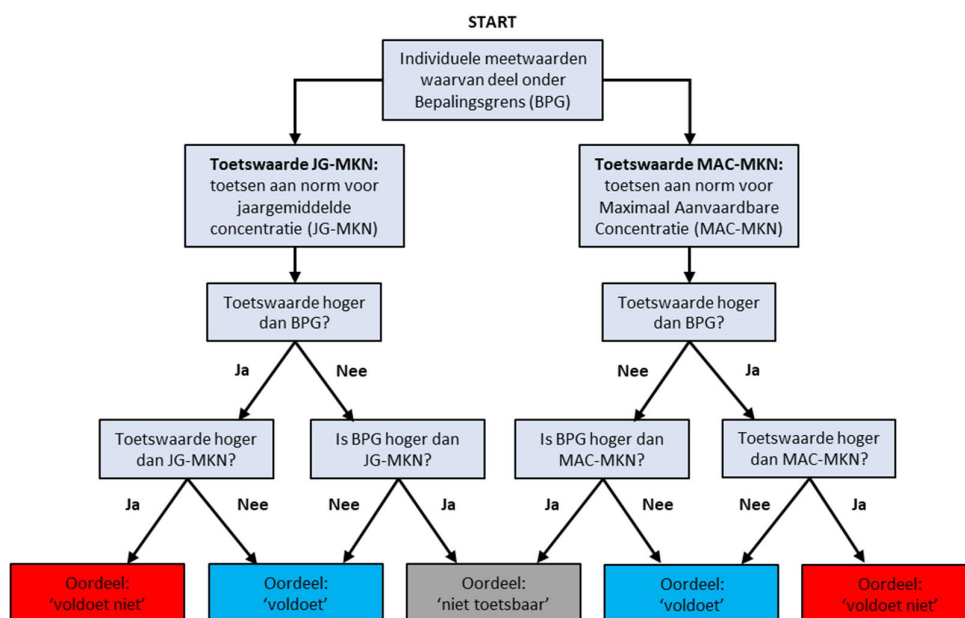 START
Individuele meetwaarden
waarvan deel onder
Bepalingsgrens (BPG)
Toetswaarde JG-MKN:
toetsen aan norm voor
jaargemiddelde
concentratie (JG-MKN)
Toetswaarde MAC-MKN:
toetsen aan norm voor
Maximaal Aanvaardbare
Concentratie (MAC-MKN)
Toetswaarde hoger
dan BPG?
Toetswaarde hoger
dan BPG?
Ja
Nee
Nee
Ja
Toetswaarde hoger
dan JG-MKN?
Is BPG hoger dan
JG-MKN?
Is BPG hoger dan
MAC-MKN?
Toetswaarde hoger
dan MAC-MKN?
Ja
Nee
Nee
Ja
Ja
Nee
Nee
Ja
Oordeel:
‘voldoet niet’
Oordeel:
‘voldoet’
Oordeel:
‘niet toetsbaar’
Oordeel:
‘voldoet’
Oordeel:
‘voldoet niet’